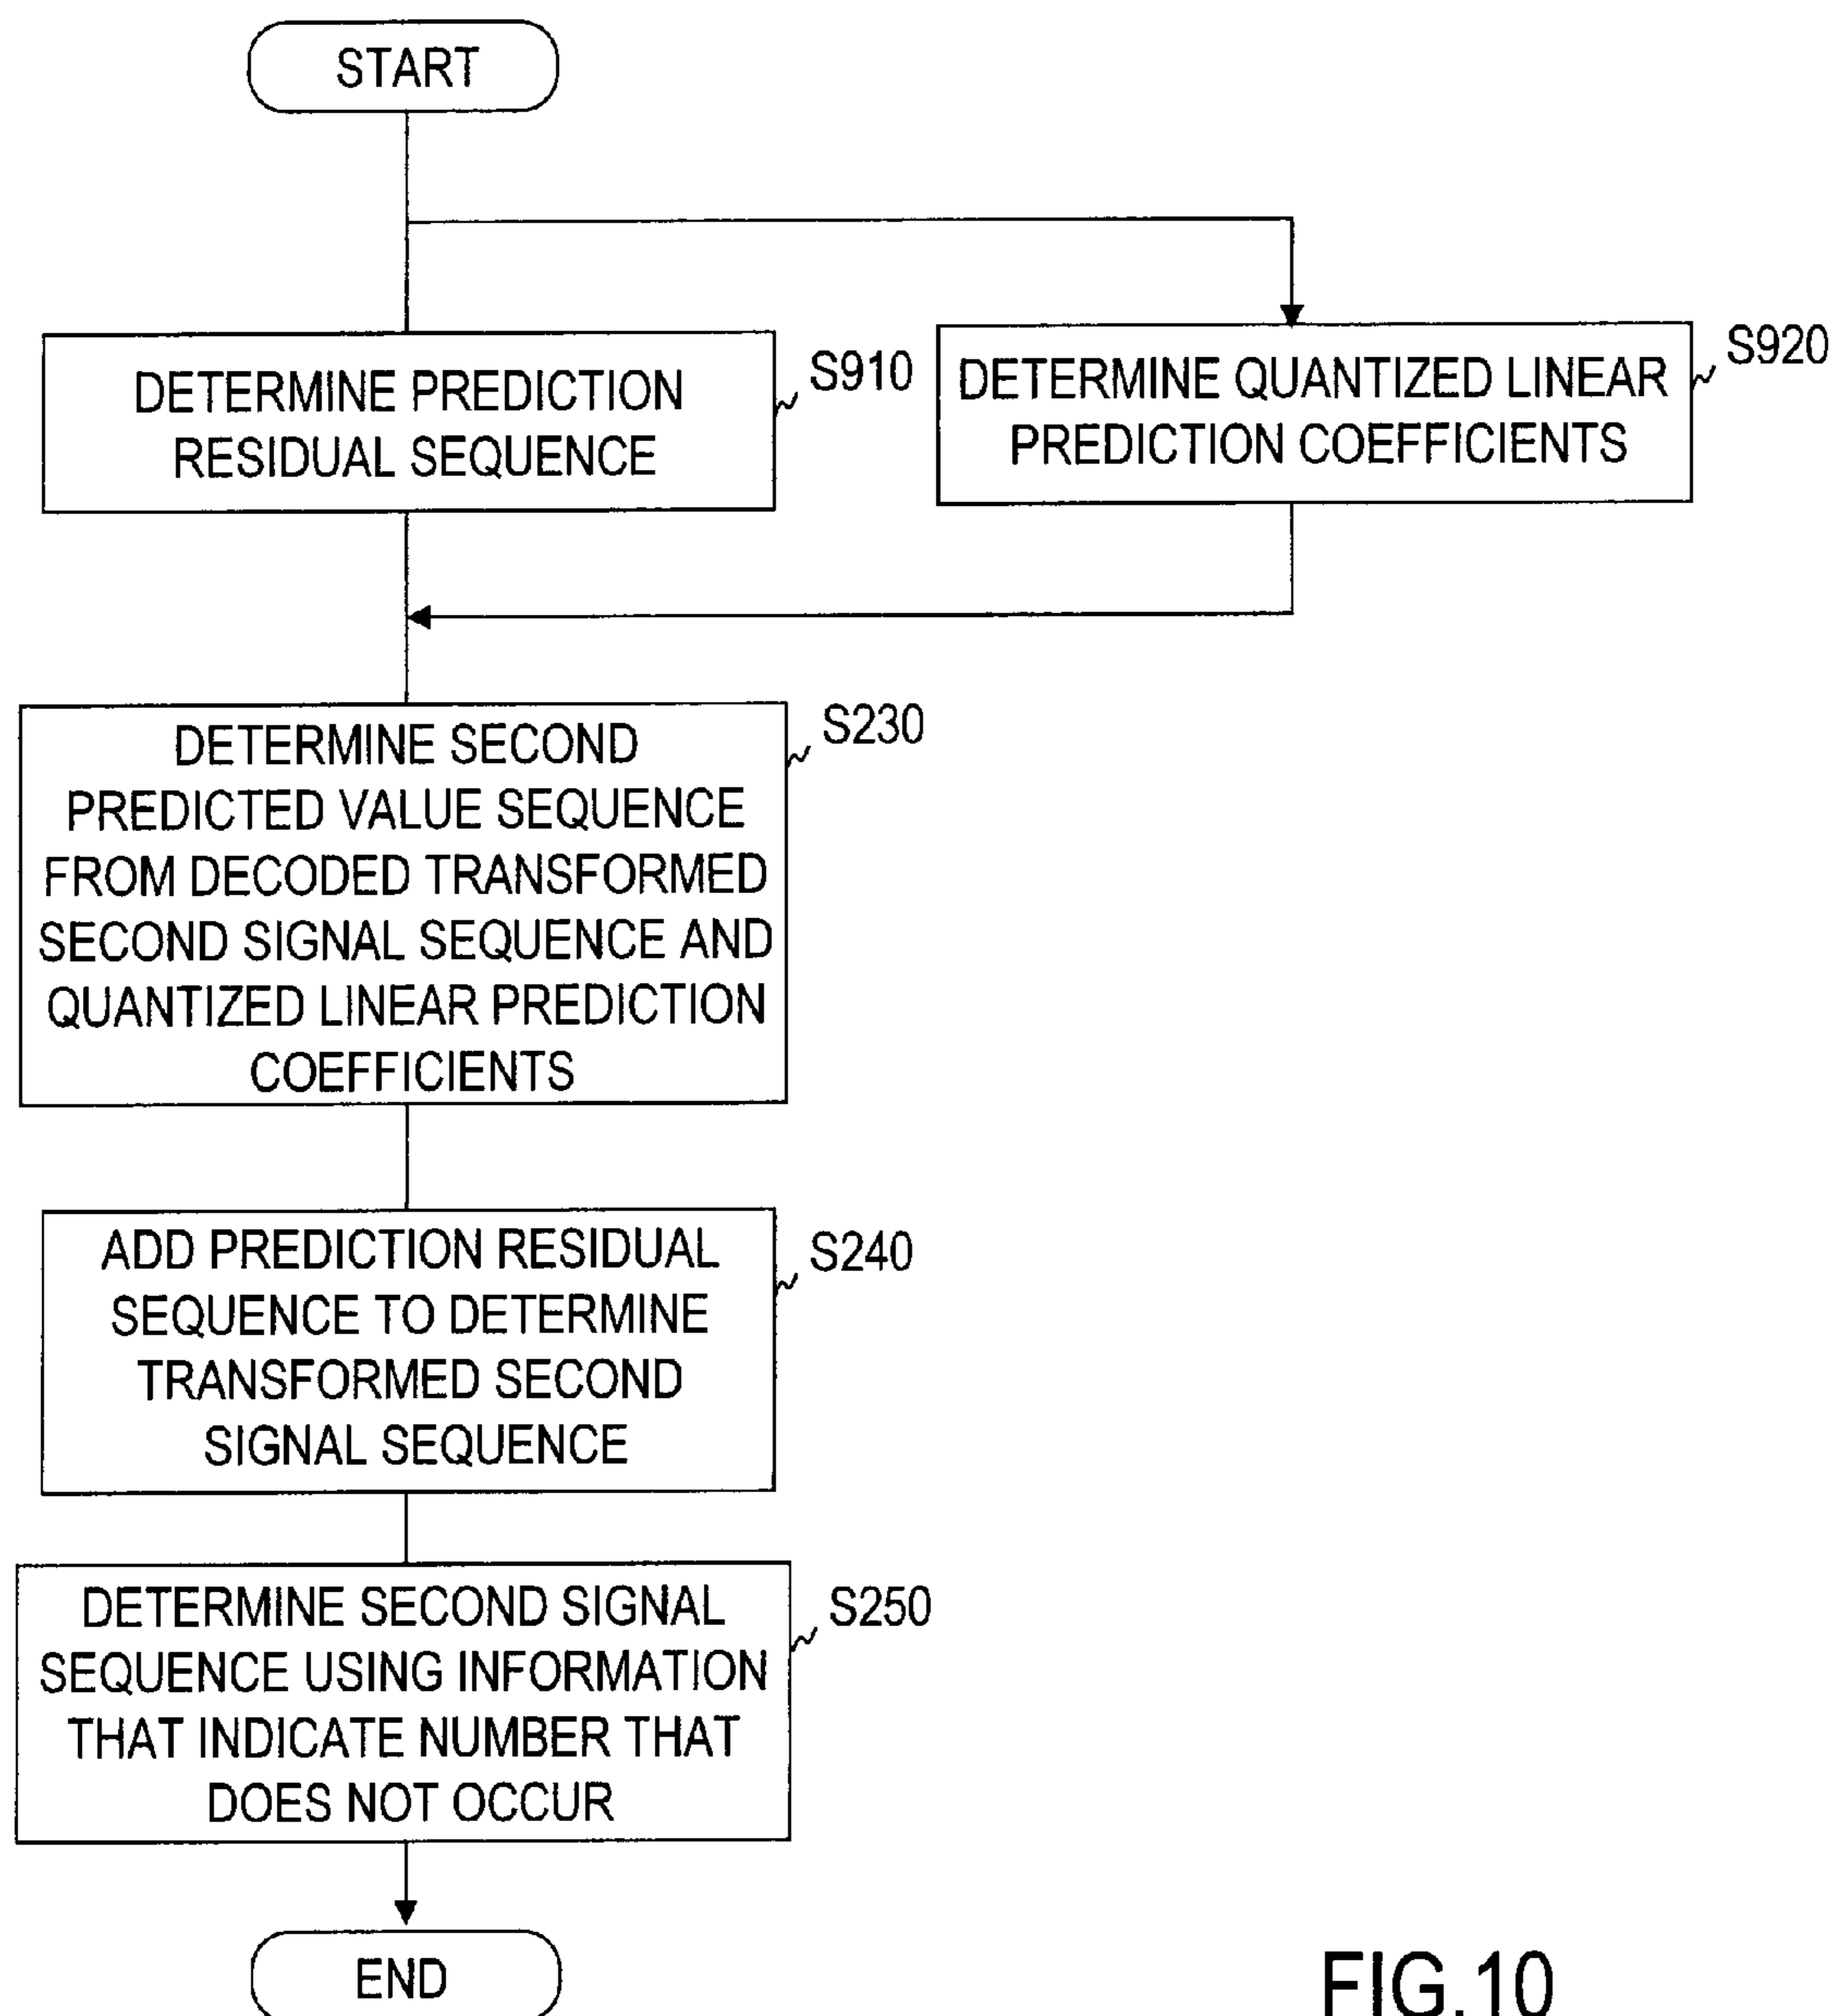 START
DETERMINE PREDICTION
RESIDUAL SEQUENCE
S910
DETERMINE QUANTIZED LINEAR
PREDICTION COEFFICIENTS
S920
DETERMINE SECOND
PREDICTED VALUE SEQUENCE
FROM DECODED TRANSFORMED
SECOND SIGNAL SEQUENCE AND
QUANTIZED LINEAR PREDICTION
COEFFICIENTS
S230
ADD PREDICTION RESIDUAL
SEQUENCE TO DETERMINE
TRANSFORMED SECOND
SIGNAL SEQUENCE
S240
DETERMINE SECOND SIGNAL
SEQUENCE USING INFORMATION
THAT INDICATE NUMBER THAT
DOES NOT OCCUR
S250
END
FIG.10